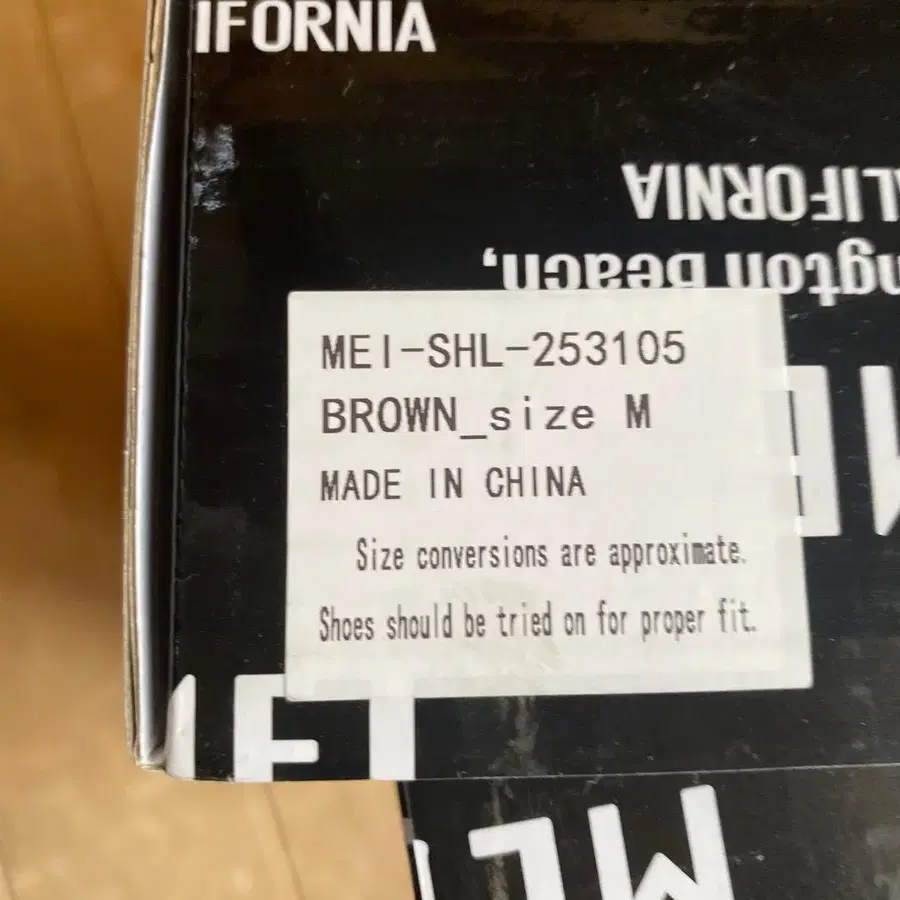 IFORNIA
LIFORNIA
ngton Beach,
MEI-SHL-253105
BROWN_size M
MADE IN CHINA
Size conversions are approximate.
Shoes should be tried on for proper fit.